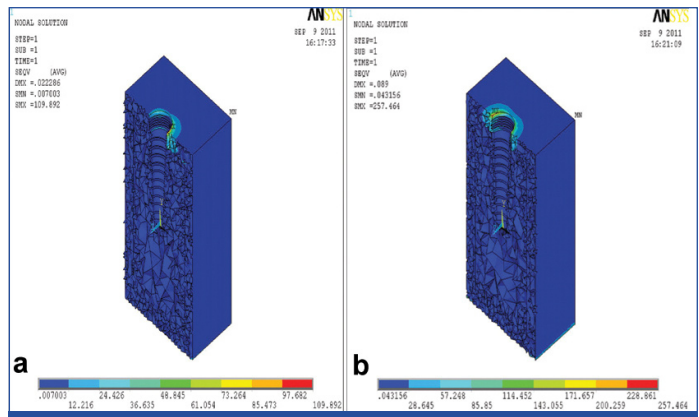 1
ANSYS
NODAL SOLUTION
SEP 9 2011
16:17:33
STEP=1
SUB =1
TIME=1
SEQV (AVG)
DMX =.022286
SMN =.007003
SMX =109.892
MX
a
.007003 24.426 48.845 73.264 97.682
12.216 36.635 61.054 85.473 109.892
1
ANSYS
NODAL SOLUTION
SEP 9 2011
16:21:09
STEP=1
SUB =1
TIME=1
SEQV (AVG)
DMX =.089
SMN =.043156
SMX =257.464
MN
b
.043156 57.248 114.452 171.657 228.861
28.645 85.85 143.055 200.259 257.464